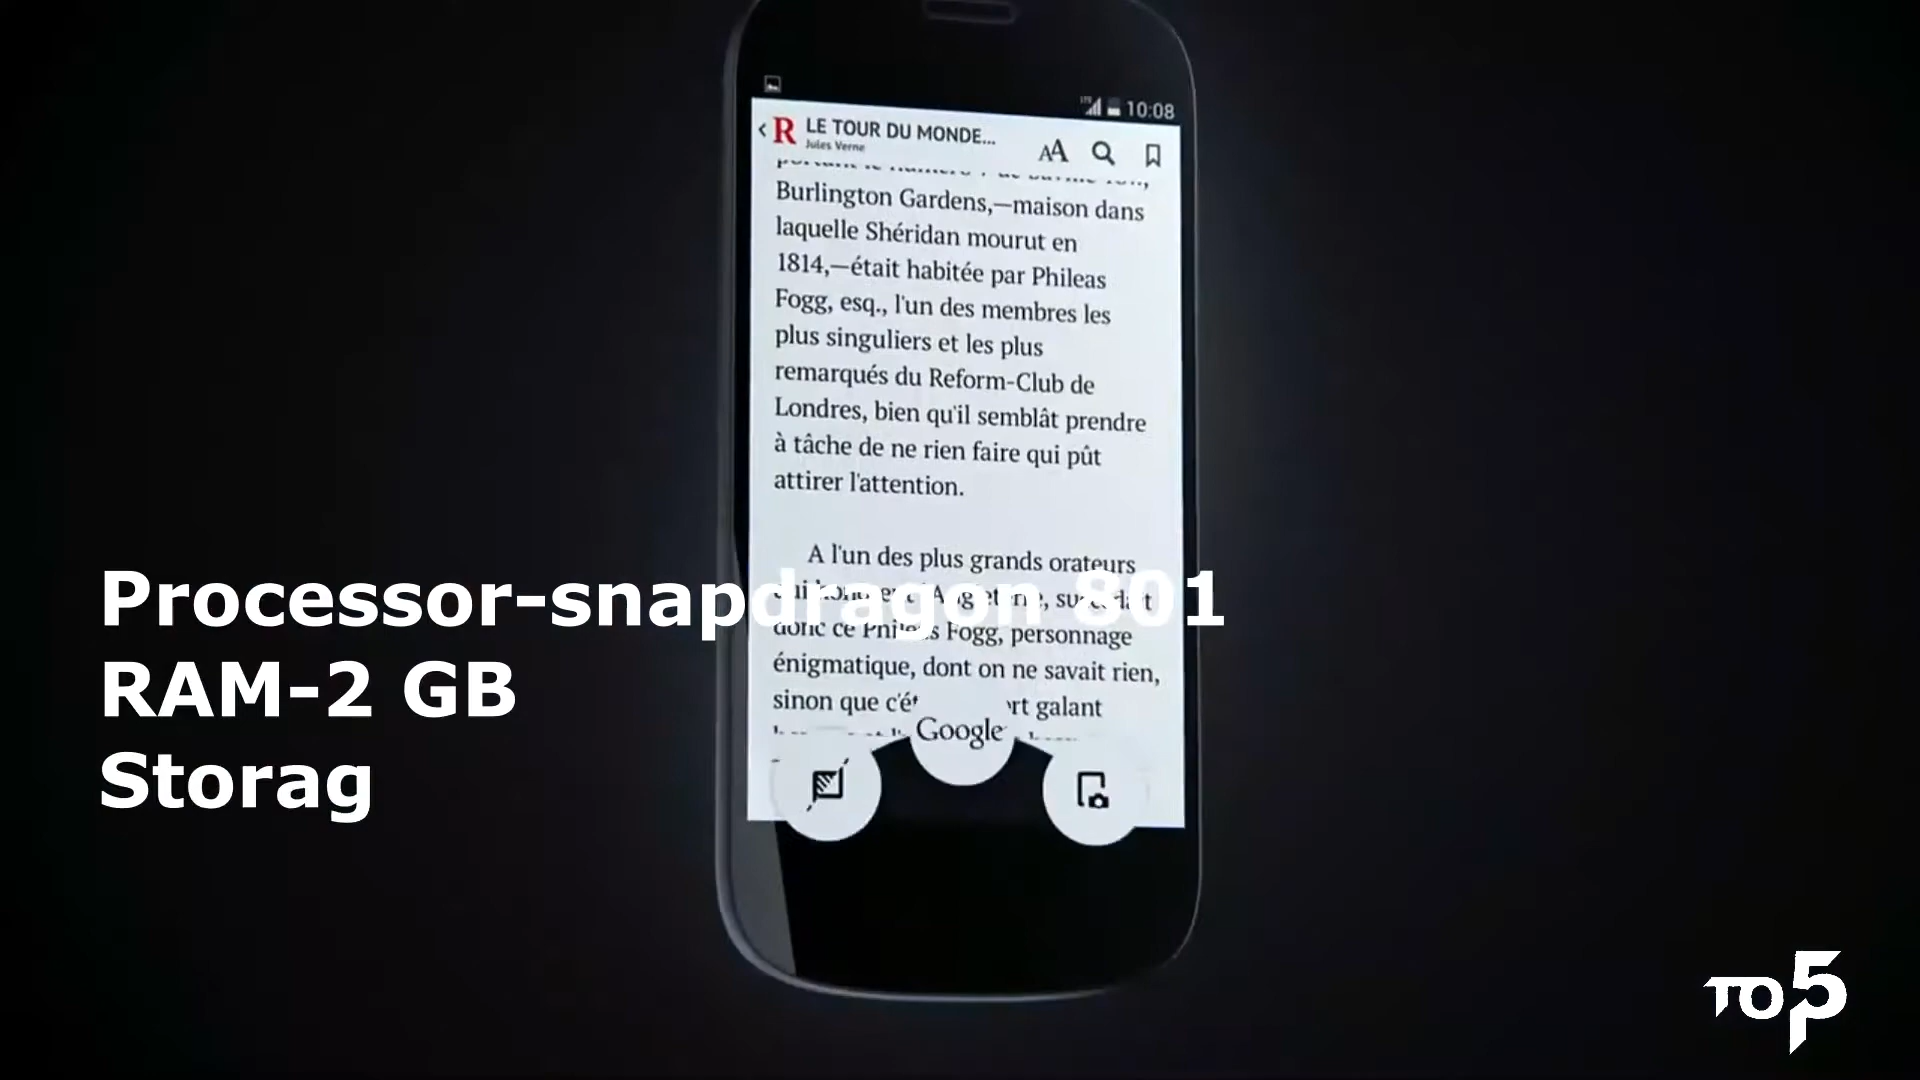 10:08
R LE TOUR DU MONDE...
Jules Verne
AA
Burlington Gardens,—maison dans
laquelle Shéridan mourut en
1814,—était habitée par Phileas
Fogg, esq., l'un des membres les
plus singuliers et les plus
remarqués du Reform-Club de
Londres, bien qu'il semblât prendre
à tâche de ne rien faire qui pût
attirer l'attention.
A l'un des plus grands orateurs
donc ce Phileas Fogg, personnage
énigmatique, dont on ne savait rien,
sinon que galant
Google
Processor-snapdragon 801
RAM-2 GB
Storag
TOP 5